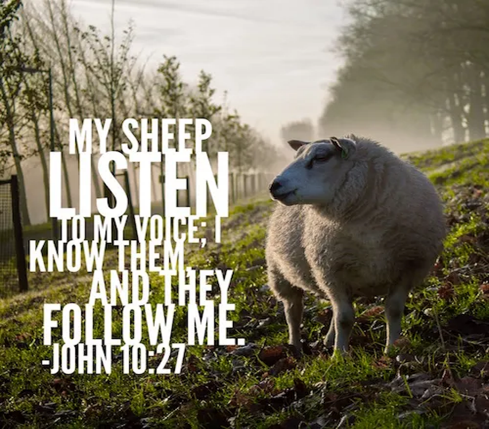 MY SHEEP
LISTEN
TO MY VOICE; I
KNOW THEM,
AND THEY
FOLLOW ME.
-JOHN 10:27